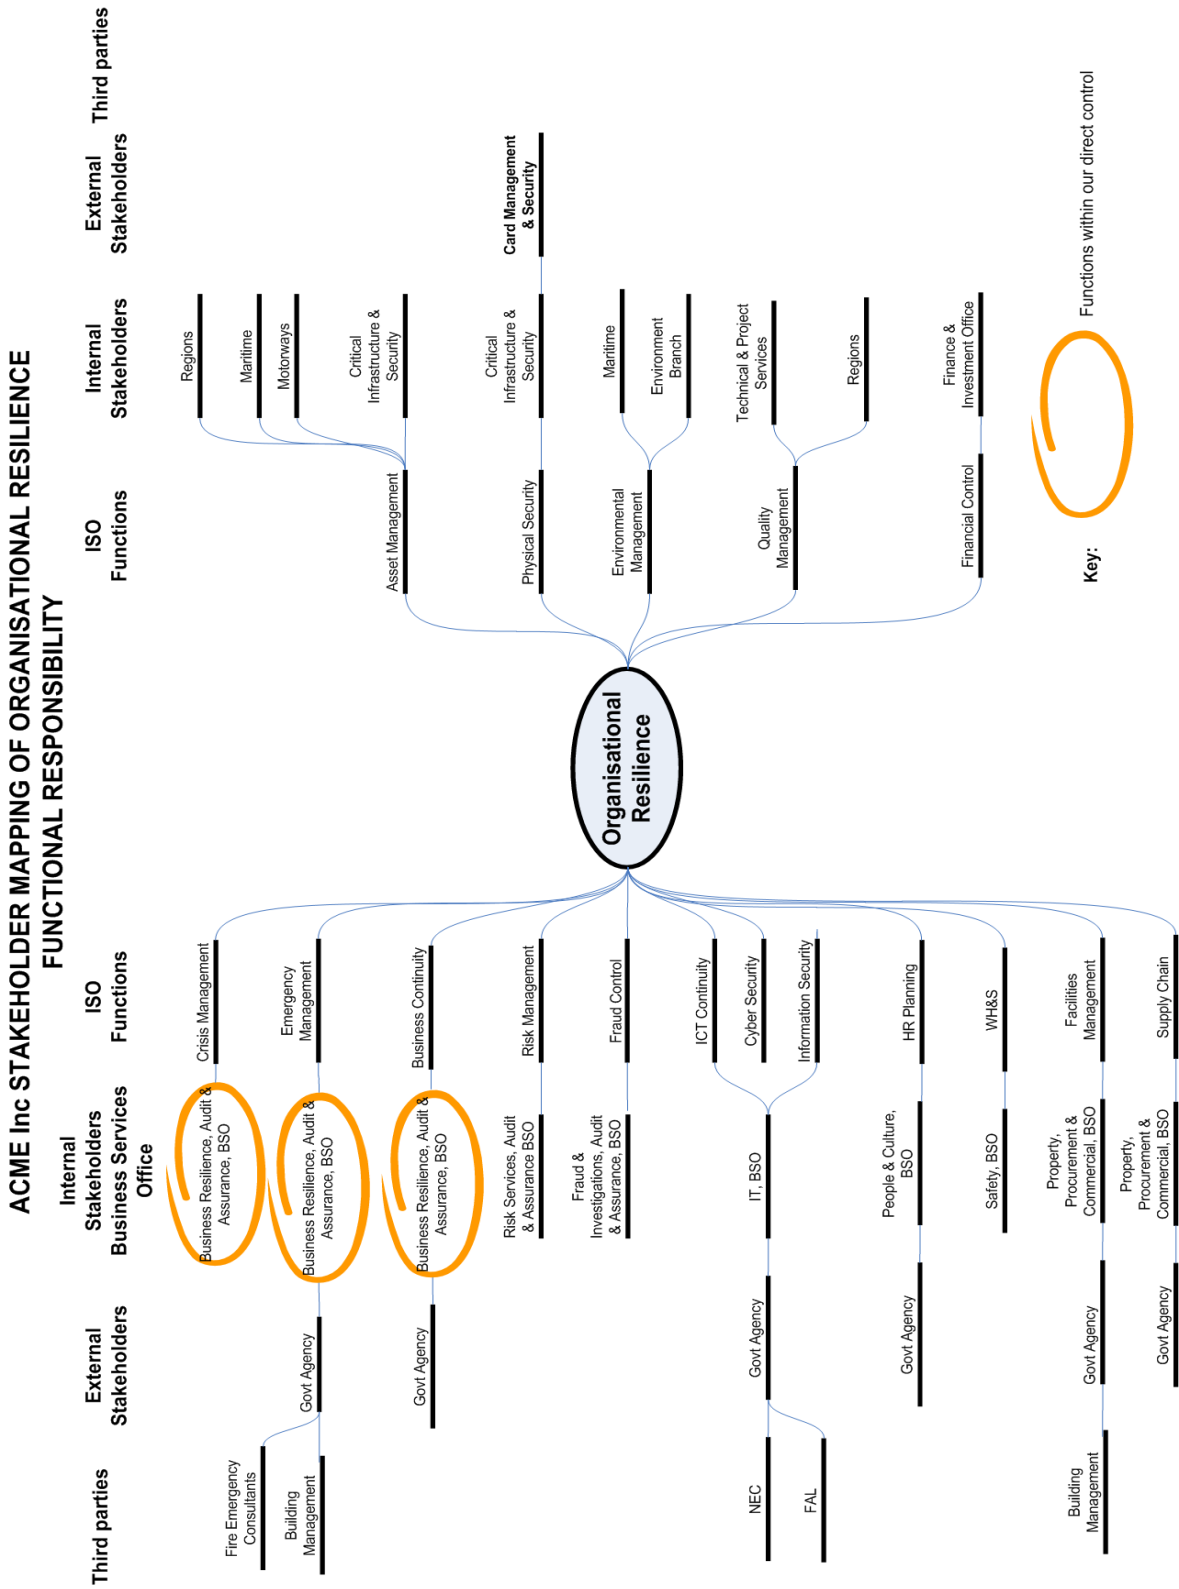 ACME Inc STAKEHOLDER MAPPING OF ORGANISATIONAL RESILIENCE
FUNCTIONAL RESPONSIBILITY
Third parties
External
Stakeholders
Internal
Stakeholders
Business Services
Office
ISO
Functions
ISO
Functions
Internal
Stakeholders
External
Stakeholders
Third parties
Organisational
Resilience
Crisis Management
Business Resilience, Audit &
Assurance, BSO
Emergency
Management
Business Resilience, Audit &
Assurance, BSO
Govt Agency
Fire Emergency
Consultants
Building
Management
Business Continuity
Business Resilience, Audit &
Assurance, BSO
Govt Agency
Risk Management
Risk Services, Audit
& Assurance BSO
Fraud Control
Fraud &
Investigations, Audit
& Assurance, BSO
ICT Continuity
Cyber Security
Information Security
IT, BSO
Govt Agency
NEC
FAL
HR Planning
People & Culture,
BSO
Govt Agency
WH&S
Safety, BSO
Facilities
Management
Property,
Procurement &
Commercial, BSO
Govt Agency
Building
Management
Supply Chain
Property,
Procurement &
Commercial, BSO
Govt Agency
Asset Management
Regions
Maritime
Motorways
Critical
Infrastructure &
Security
Physical Security
Critical
Infrastructure &
Security
Card Management
& Security
Environmental
Management
Maritime
Environment
Branch
Quality
Management
Technical & Project
Services
Regions
Financial Control
Finance &
Investment Office
Key:
Functions within our direct control